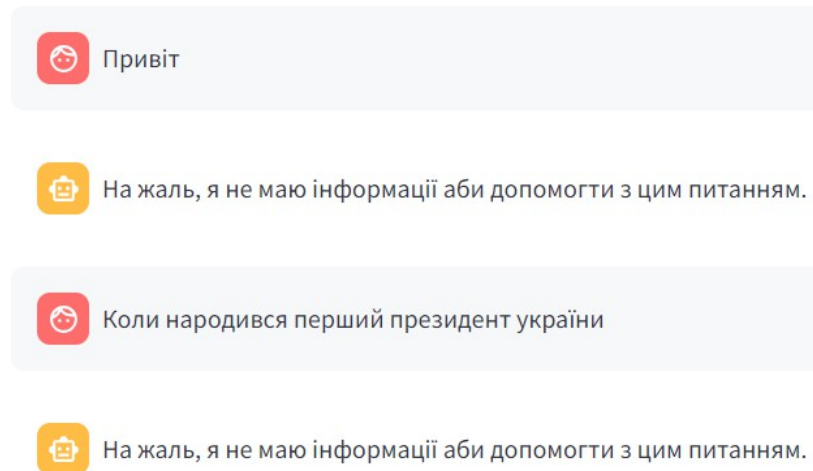 Привіт
На жаль, я не маю інформації аби допомогти з цим питанням.
Коли народився перший президент україни
На жаль, я не маю інформації аби допомогти з цим питанням.